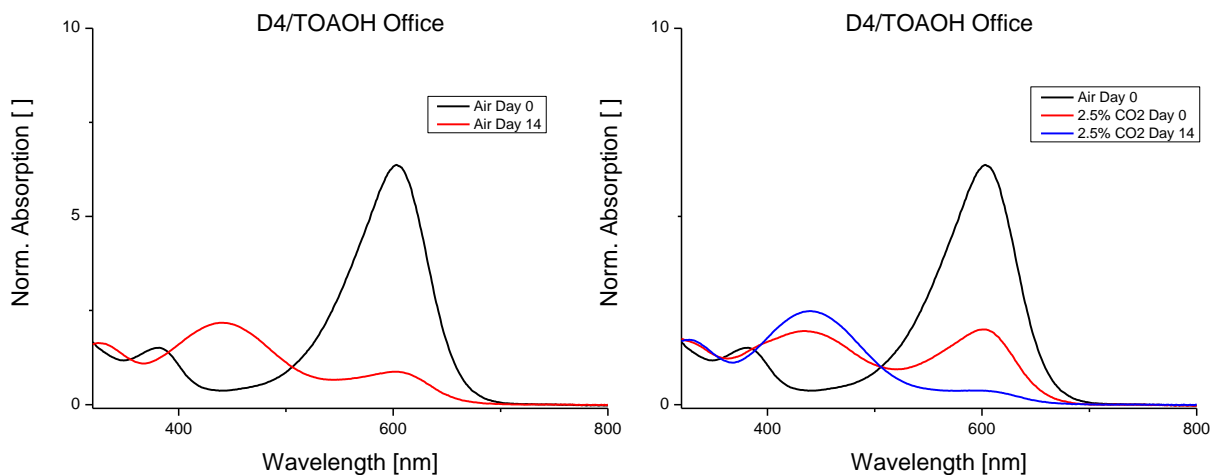 D4/TOAOH Office
10
Air Day 0
Air Day 14
Norm. Absorption [ ]
5
0
400
600
800
Wavelength [nm]
D4/TOAOH Office
10
Air Day 0
2.5% CO2 Day 0
2.5% CO2 Day 14
Norm. Absorption [ ]
0
400
600
800
Wavelength [nm]